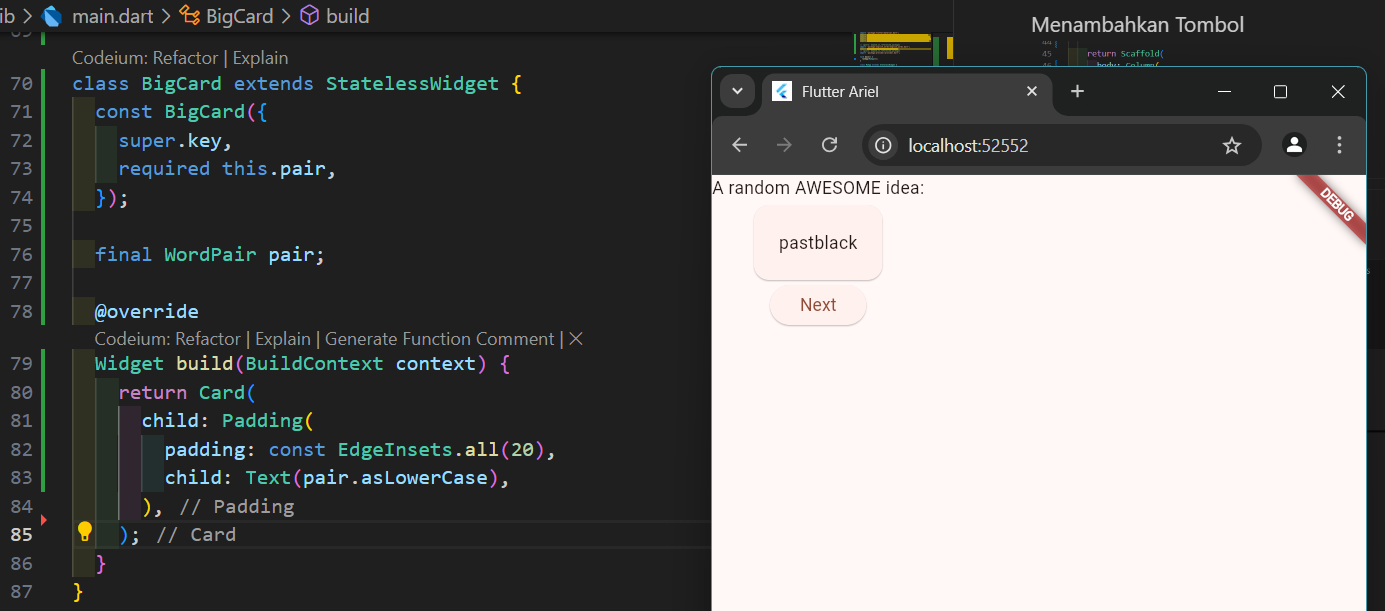 ib > main.dart > BigCard > build
Menambahkan Tombol
69
Codeium: Refactor | Explain
70 class BigCard extends StatelessWidget {
71 const BigCard({
72 super.key,
73 required this.pair,
74 });
75
76 final WordPair pair;
77
78 @override
Codeium: Refactor | Explain | Generate Function Comment | ×
79 Widget build(BuildContext context) {
80 return Card(
81 child: Padding(
82 padding: const EdgeInsets.all(20),
83 child: Text(pair.asLowerCase),
84 ), // Padding
85 ); // Card
86 }
87 }
44
45 return Scaffold(
46 body: Column(
Flutter Ariel
localhost:52552
A random AWESOME idea:
DEBUG
pastblack
Next